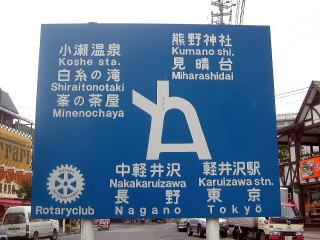 小瀬温泉
Koshe sta.
白糸の滝
Shiraitonotaki
峯の茶屋
Minenochaya
熊野神社
Kumano shi.
見晴台
Miharashidai
中軽井沢
Nakakaruizawa
長野
Nagano
軽井沢駅
Karuizawa stn.
東京
Tokyō
Rotaryclub